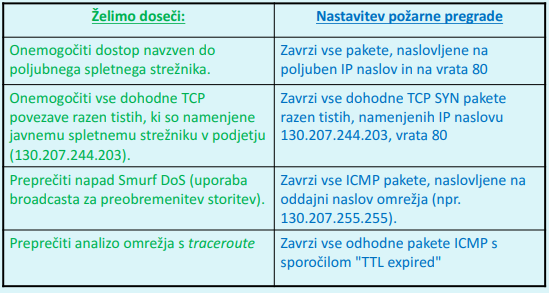 Želimo doseči:
Nastavitev požarne pregrade
Onemogočiti dostop navzven do
poljubnega spletnega strežnika.
Zavrzi vse pakete, naslovljene na
poljuben IP naslov in na vrata 80
Onemogočiti vse dohodne TCP
povezave razen tistih, ki so namenjene
javnemu spletnemu strežniku v podjetju
(130.207.244.203).
Zavrzi vse dohodne TCP SYN pakete
razen tistih, namenjenih IP naslovu
130.207.244.203, vrata 80
Preprečiti napad Smurf DoS (uporaba
broadcasta za preobremenitev storitev).
Zavrzi vse ICMP pakete, naslovljene na
oddajni naslov omrežja (npr.
130.207.255.255).
Preprečiti analizo omrežja s traceroute
Zavrzi vse odhodne pakete ICMP s
sporočilom "TTL expired"